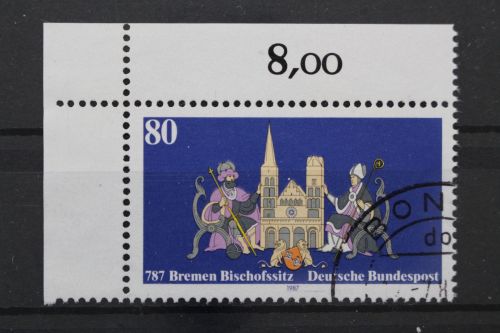 8,00
80
787 Bremen Bischofssitz Deutsche Bundespost
1987